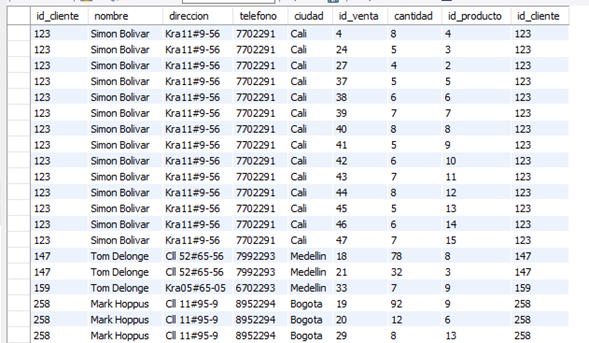 id_cliente nombre direccion telefono ciudad id_venta cantidad id_producto id_cliente
123 Simon Bolivar Kra11#9-56 7702291 Cali 4 8 4 123
123 Simon Bolivar Kra11#9-56 7702291 Cali 24 5 3 123
123 Simon Bolivar Kra11#9-56 7702291 Cali 27 4 2 123
123 Simon Bolivar Kra11#9-56 7702291 Cali 37 5 5 123
123 Simon Bolivar Kra11#9-56 7702291 Cali 38 6 6 123
123 Simon Bolivar Kra11#9-56 7702291 Cali 39 7 7 123
123 Simon Bolivar Kra11#9-56 7702291 Cali 40 8 8 123
123 Simon Bolivar Kra11#9-56 7702291 Cali 41 5 9 123
123 Simon Bolivar Kra11#9-56 7702291 Cali 42 6 10 123
123 Simon Bolivar Kra11#9-56 7702291 Cali 43 7 11 123
123 Simon Bolivar Kra11#9-56 7702291 Cali 44 8 12 123
123 Simon Bolivar Kra11#9-56 7702291 Cali 45 5 13 123
123 Simon Bolivar Kra11#9-56 7702291 Cali 46 6 14 123
123 Simon Bolivar Kra11#9-56 7702291 Cali 47 7 15 123
147 Tom Delonge Cll 52#65-56 7992293 Medellin 18 78 8 147
147 Tom Delonge Cll 52#65-56 7992293 Medellin 21 32 3 147
159 Tom Delonge Kra05#65-05 6702293 Medellin 33 7 9 159
258 Mark Hoppus Cll 11#95-9 8952294 Bogota 19 92 9 258
258 Mark Hoppus Cll 11#95-9 8952294 Bogota 20 12 6 258
258 Mark Hoppus Cll 11#95-9 8952294 Bogota 29 8 13 258